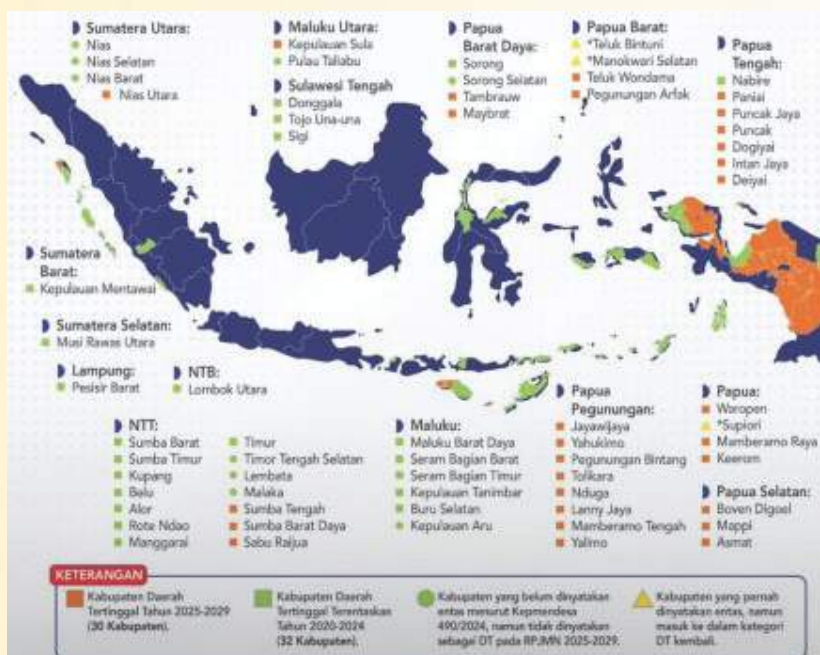 Sumatera Utara:
Nias
Nias Selatan
Nias Barat
Nias Utara
Maluku Utara:
Kepulauan Sula
Pulau Taliabu
Sulawesi Tengah
Donggala
Tojo Una-una
Sigi
Papua
Barat Daya:
Sorong
Sorong Selatan
Tambrauw
Maybrat
Papua Barat:
*Teluk Bintuni
*Manokwari Selatan
Teluk Wondama
Pegunungan Arfak
Papua
Tengah:
Nabire
Paniai
Puncak Jaya
Puncak
Dogiyai
Intan Jaya
Deiyai
Sumatera
Barat:
Kepulauan Mentawai
Sumatera Selatan:
Musi Rawas Utara
Lampung:
Pesisir Barat
NTB:
Lombok Utara
NTT:
Sumba Barat
Sumba Timur
Kupang
Belu
Alor
Rote Ndao
Manggarai
Timur
Timor Tengah Selatan
Lembata
Malaka
Sumba Tengah
Sumba Barat Daya
Sabu Raijua
Maluku:
Maluku Barat Daya
Seram Bagian Barat
Seram Bagian Timur
Kepulauan Tanimbar
Buru Selatan
Kepulauan Aru
Papua
Pegunungan:
Jayawijaya
Yahukimo
Pegunungan Bintang
Tolikara
Nduga
Lanny Jaya
Mamberamo Tengah
Yalimo
Papua:
Waropen
*Supiori
Mamberamo Raya
Keerom
Papua Selatan:
Boven Digoel
Mappi
Asmat
KETERANGAN
Kabupaten Daerah
Tertinggal Tahun 2025-2029
(30 Kabupaten).
Kabupaten Daerah
Tertinggal Terentaskan
Tahun 2020-2024
(32 Kabupaten).
Kabupaten yang belum dinyatakan
entas menurut Kepmendesa
490/2024, namun tidak dinyatakan
sebagai DT pada RPJMN 2025-2029.
Kabupaten yang pernah
dinyatakan entas, namun
masuk ke dalam kategori
DT kembali.